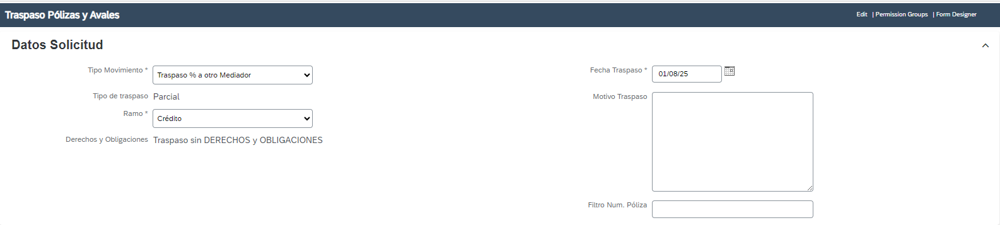 Traspaso Pólizas y Avales
Edit | Permission Groups | Form Designer
Datos Solicitud
Tipo Movimiento * Traspaso % a otro Mediador
Tipo de traspaso Parcial
Ramo * Crédito
Derechos y Obligaciones Traspaso sin DERECHOS y OBLIGACIONES
Fecha Traspaso * 01/08/25
Motivo Traspaso
Filtro Num. Póliza